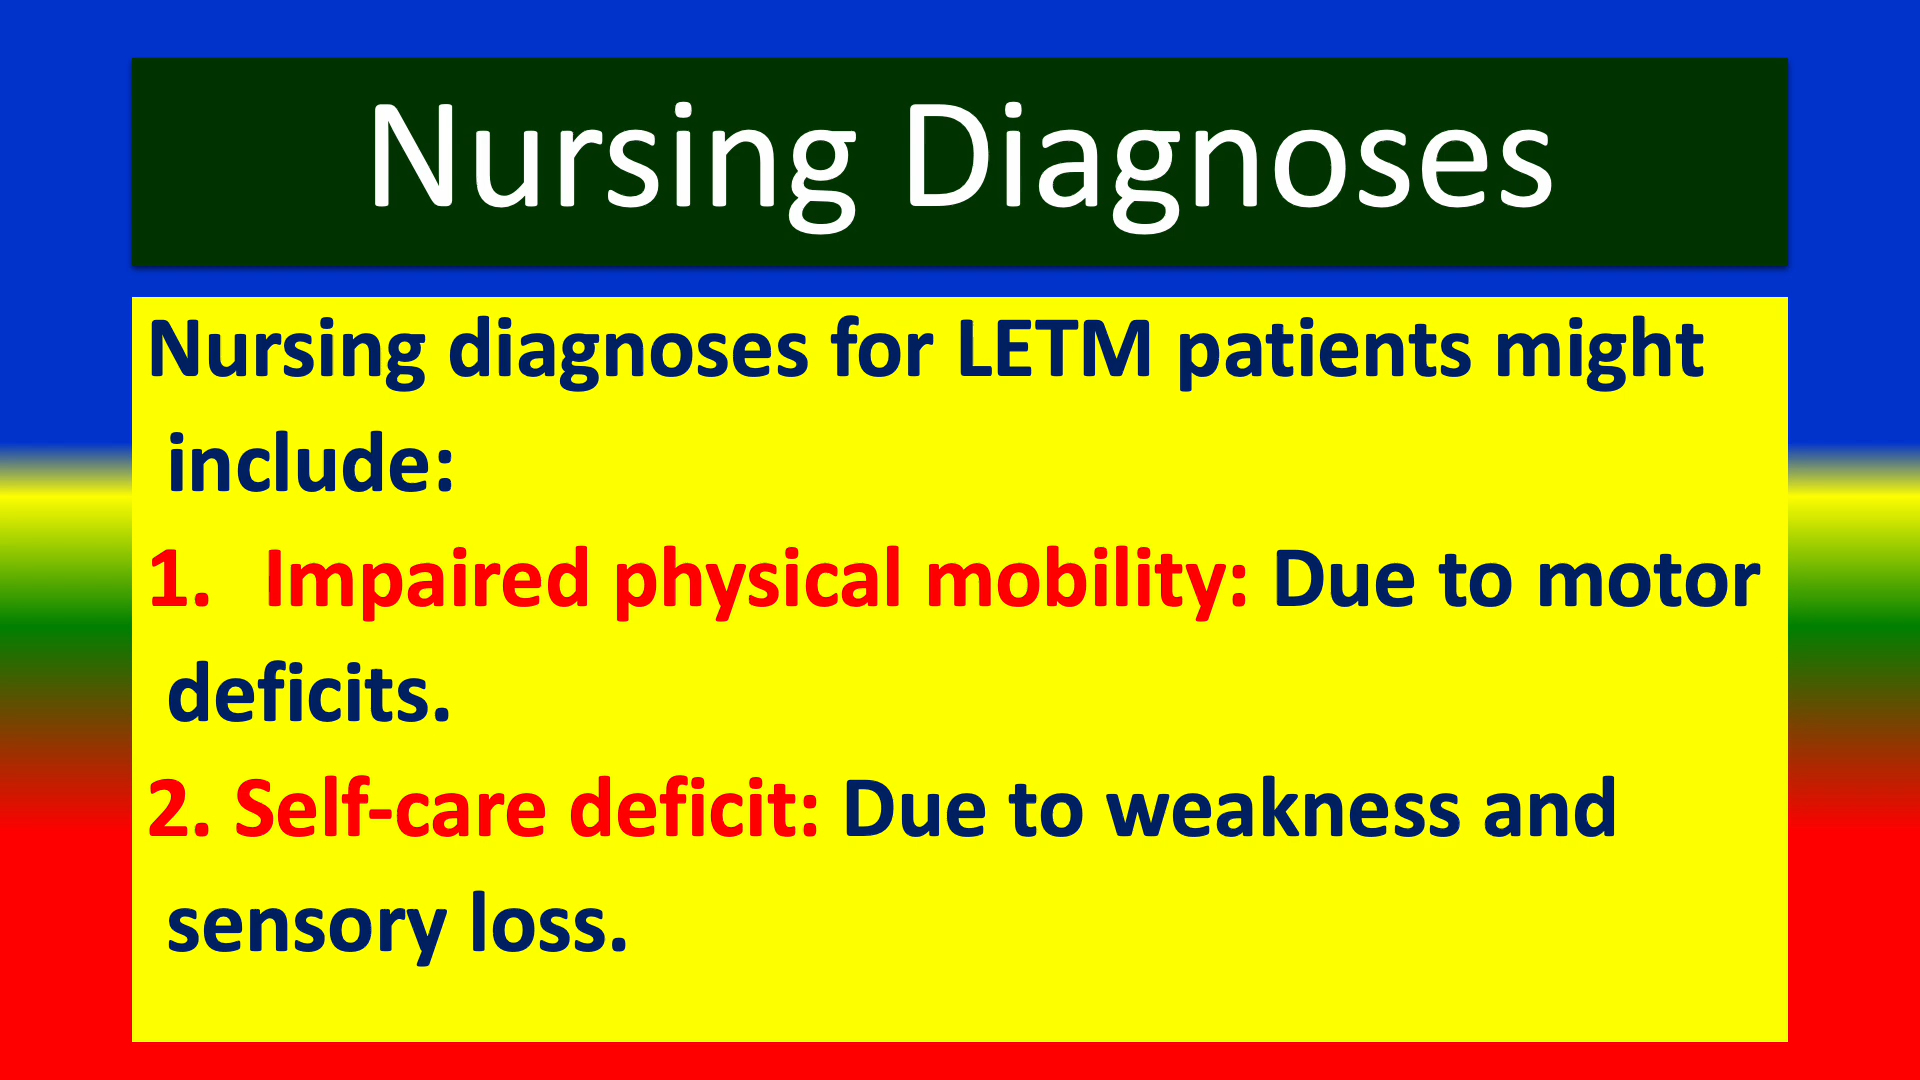 Nursing Diagnoses
Nursing diagnoses for LETM patients might
include:
1. Impaired physical mobility: Due to motor
deficits.
2. Self-care deficit: Due to weakness and
sensory loss.